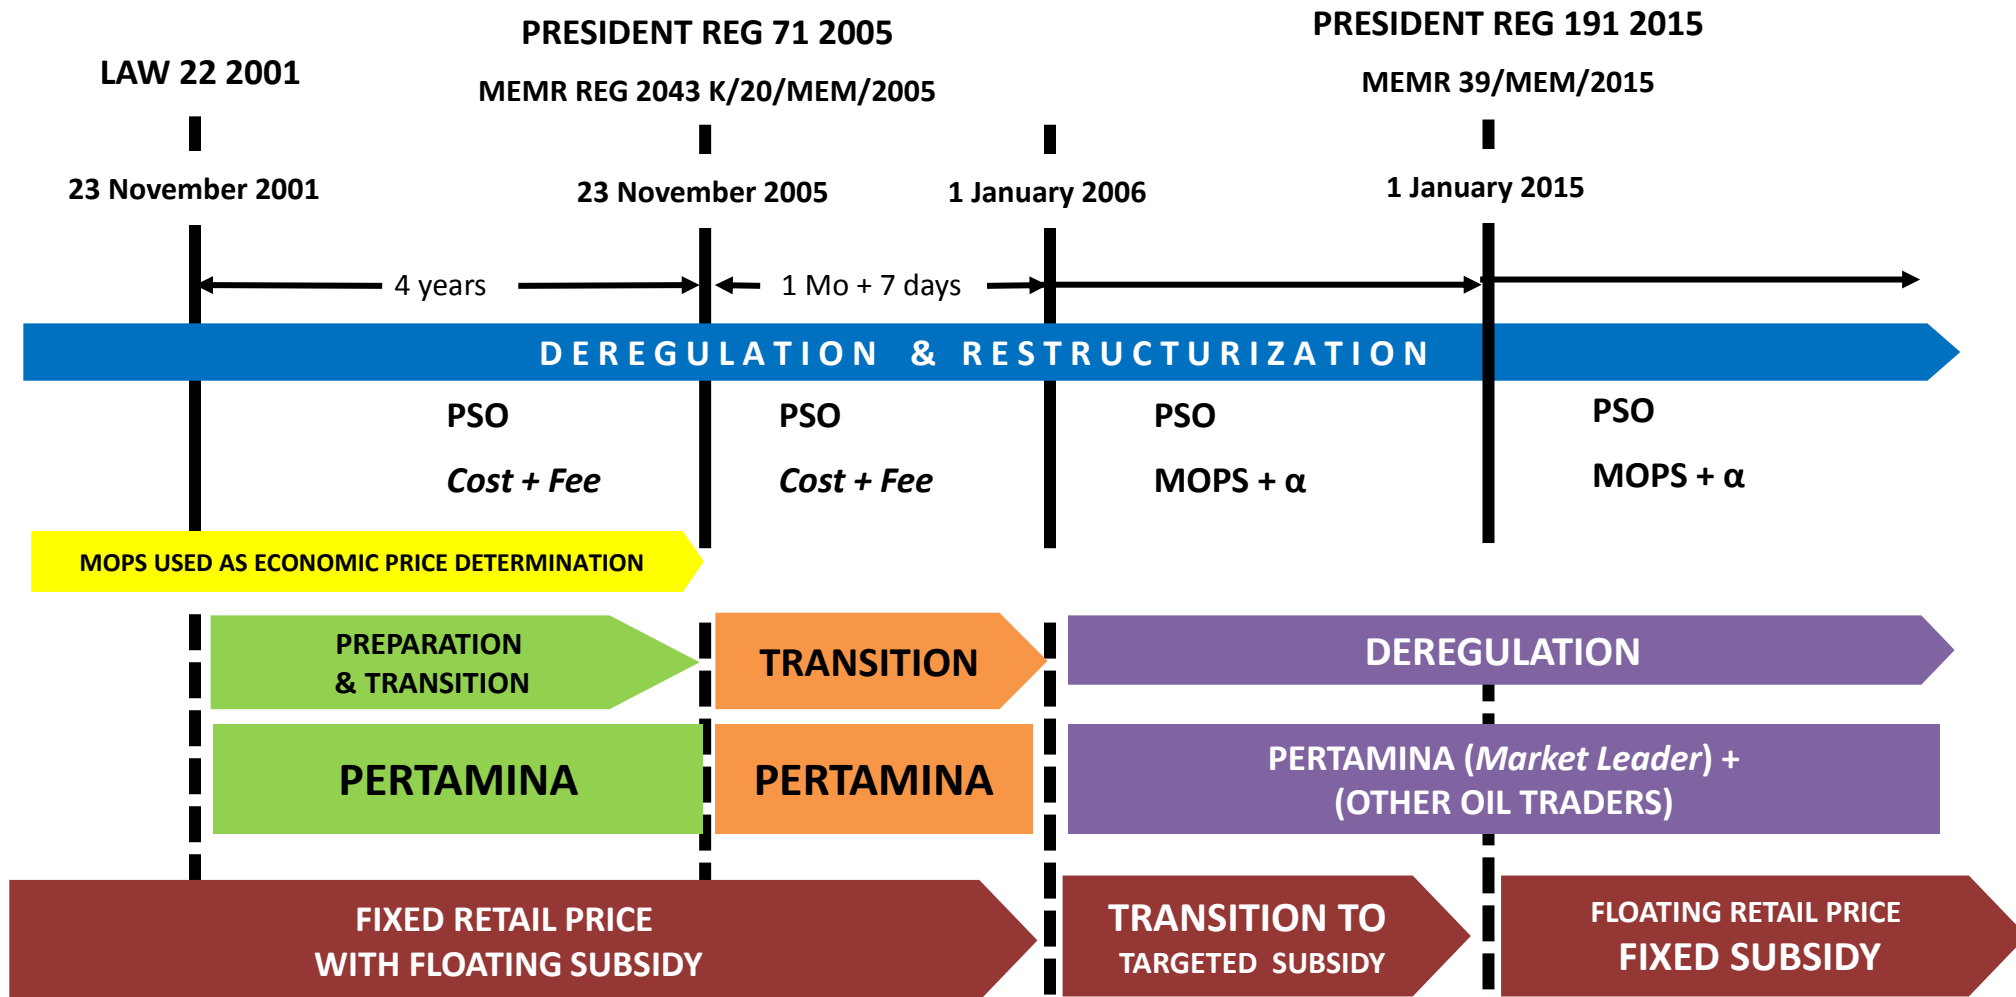 LAW 22 2001
PRESIDENT REG 71 2005
MEMR REG 2043 K/20/MEM/2005
PRESIDENT REG 191 2015
MEMR 39/MEM/2015
23 November 2001
23 November 2005
1 January 2006
1 January 2015
4 years
1 Mo + 7 days
DEREGULATION & RESTRUCTURIZATION
PSO
Cost + Fee
PSO
Cost + Fee
PSO
MOPS + α
PSO
MOPS + α
MOPS USED AS ECONOMIC PRICE DETERMINATION
PREPARATION
& TRANSITION
TRANSITION
DEREGULATION
PERTAMINA
PERTAMINA
PERTAMINA (Market Leader) +
(OTHER OIL TRADERS)
FIXED RETAIL PRICE
WITH FLOATING SUBSIDY
TRANSITION TO
TARGETED SUBSIDY
FLOATING RETAIL PRICE
FIXED SUBSIDY